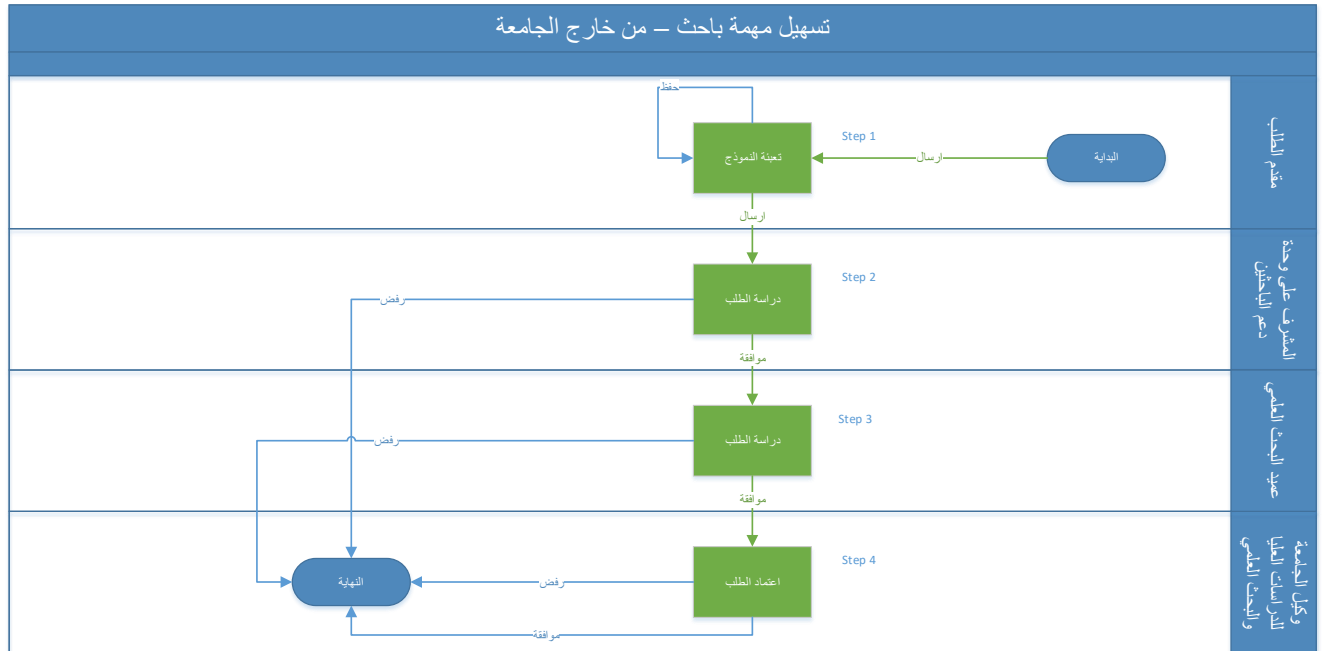 تسهيل مهمة باحث – من خارج الجامعة
مقدم الطلب
البداية
ارسال
Step 1
تعبئة النموذج
حفظ
ارسال
المشرف على وحدة
دعم الباحثين
Step 2
دراسة الطلب
رفض
موافقة
عميد البحث العلمي
Step 3
دراسة الطلب
رفض
موافقة
وكيل الجامعة
للدراسات العليا
والبحث العلمي
Step 4
اعتماد الطلب
رفض
النهاية
موافقة